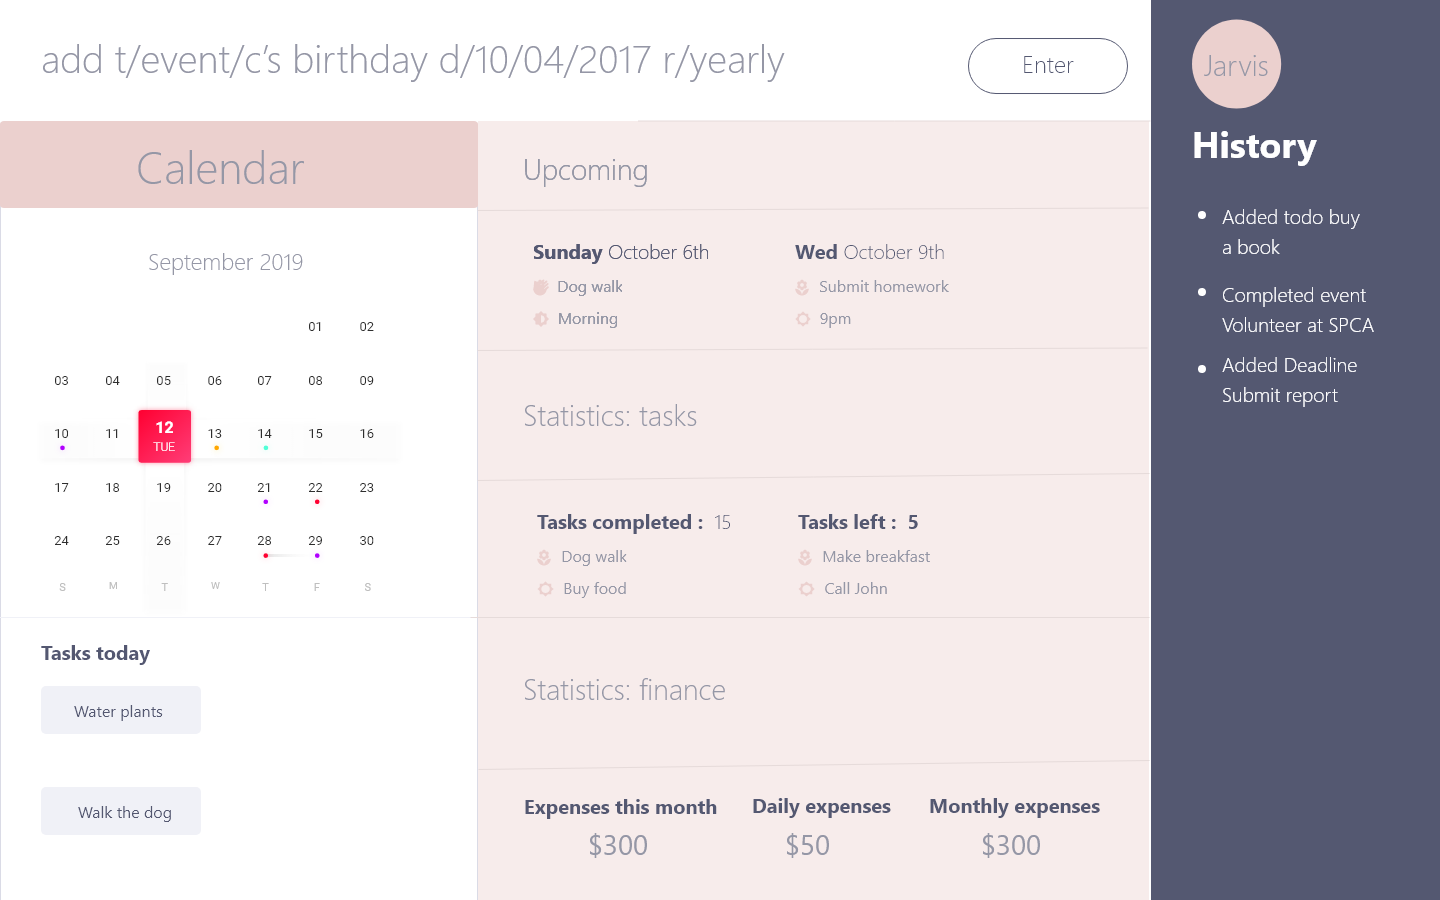 add t/event/c’s birthday d/10/04/2017 r/yearly
Enter
Calendar
September 2019
01 02
03 04 05 06 07 08 09
10 11 12 13 14 15 16
TUE
17 18 19 20 21 22 23
24 25 26 27 28 29 30
S M T W T F S
Tasks today
Water plants
Walk the dog
Upcoming
Sunday October 6th
Dog walk
Morning
Wed October 9th
Submit homework
9pm
Statistics: tasks
Tasks completed : 15
Dog walk
Buy food
Tasks left : 5
Make breakfast
Call John
Statistics: finance
Expenses this month
$300
Daily expenses
$50
Monthly expenses
$300
Jarvis
History
Added todo buy
a book
Completed event
Volunteer at SPCA
Added Deadline
Submit report